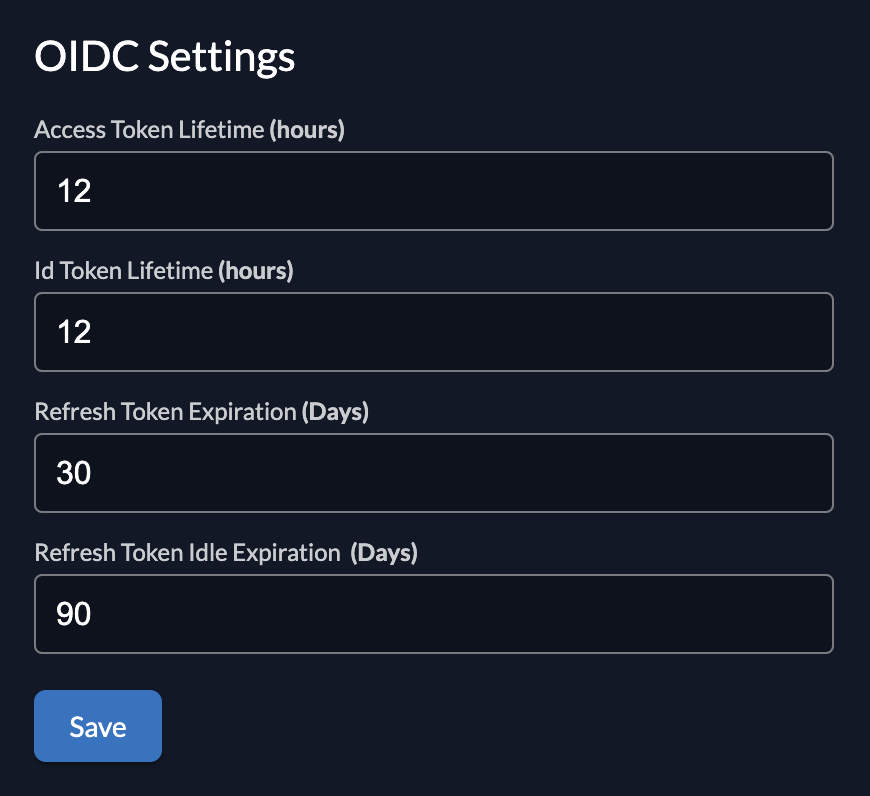 OIDC Settings
Access Token Lifetime (hours)
12
Id Token Lifetime (hours)
12
Refresh Token Expiration (Days)
30
Refresh Token Idle Expiration (Days)
90
Save